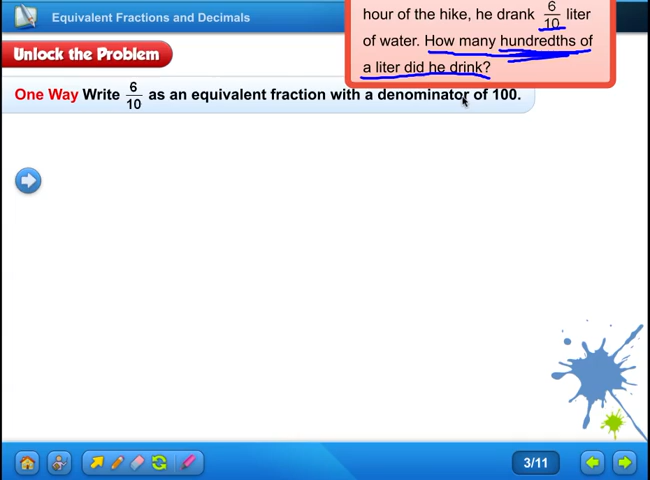 Equivalent Fractions and Decimals
hour of the hike, he drank 6/10 liter
of water. How many hundredths of
a liter did he drink?
Unlock the Problem
One Way Write 6/10 as an equivalent fraction with a denominator of 100.
3/11